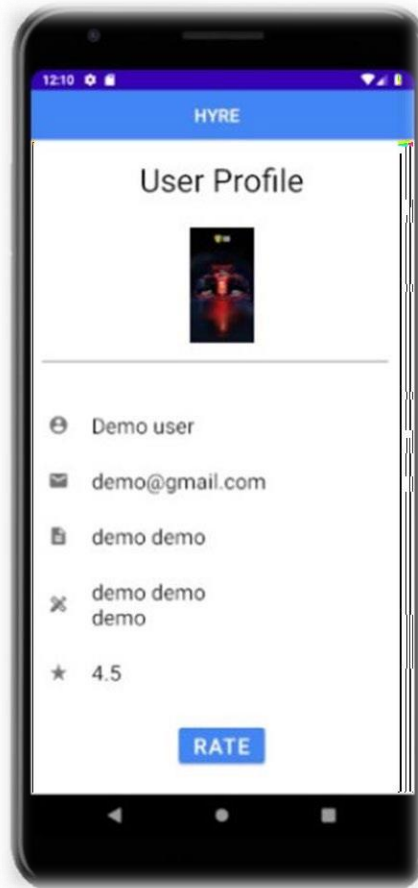 12:10
HYRE
User Profile
Demo user
demo@gmail.com
demo demo
demo demo
demo
4.5
RATE